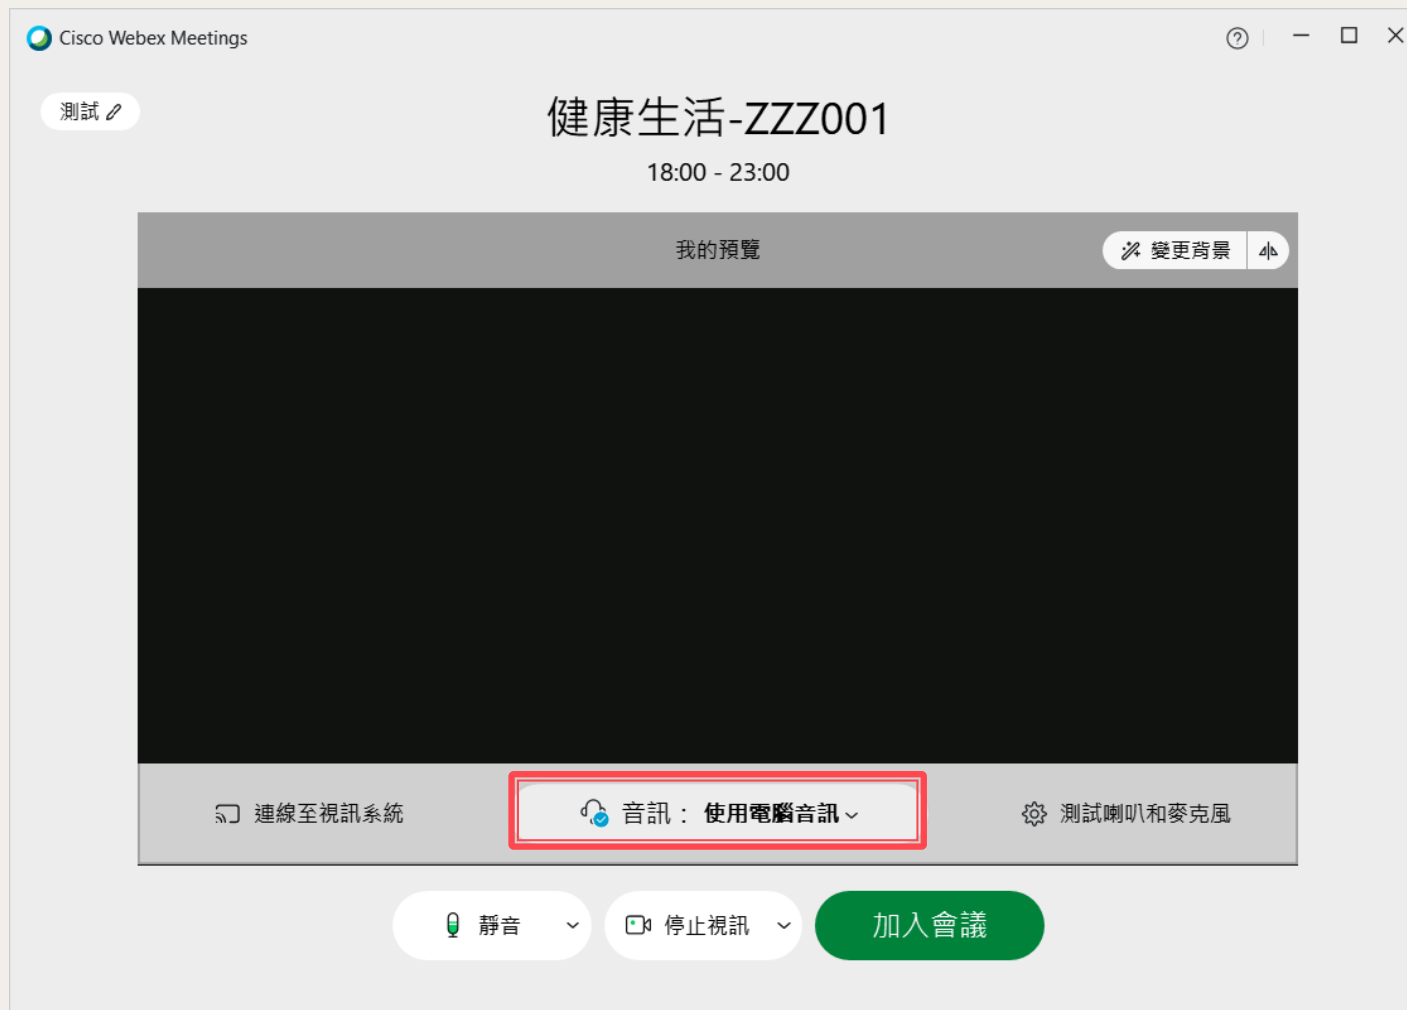 Cisco Webex Meetings
測試
健康生活-ZZZ001
18:00 - 23:00
我的預覽
變更背景
連線至視訊系統
音訊： 使用電腦音訊
測試喇叭和麥克風
靜音
停止視訊
加入會議